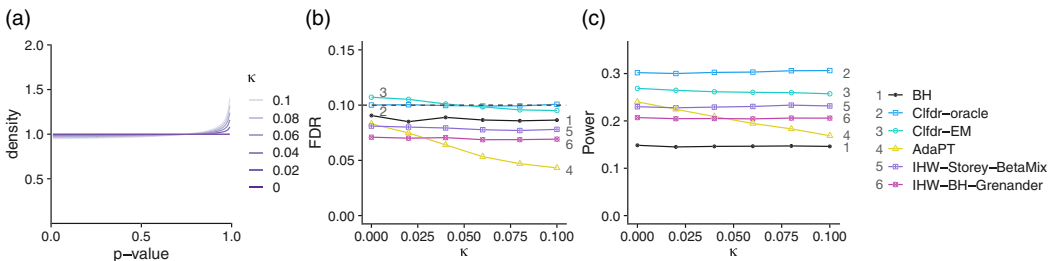 (a)
2.0
1.5
1.0
0.5
density
0.0
0.5
1.0
p−value
κ
0.1
0.08
0.06
0.04
0.02
0
(b)
0.15
0.10
0.05
0.00
FDR
3
2
1
5
6
4
0.000
0.025
0.050
0.075
0.100
κ
(c)
0.3
0.2
0.1
0.0
Power
2
3
5
6
4
1
0.000
0.025
0.050
0.075
0.100
κ
1 BH
2 Clfdr−oracle
3 Clfdr−EM
4 AdaPT
5 IHW−Storey−BetaMix
6 IHW−BH−Grenander